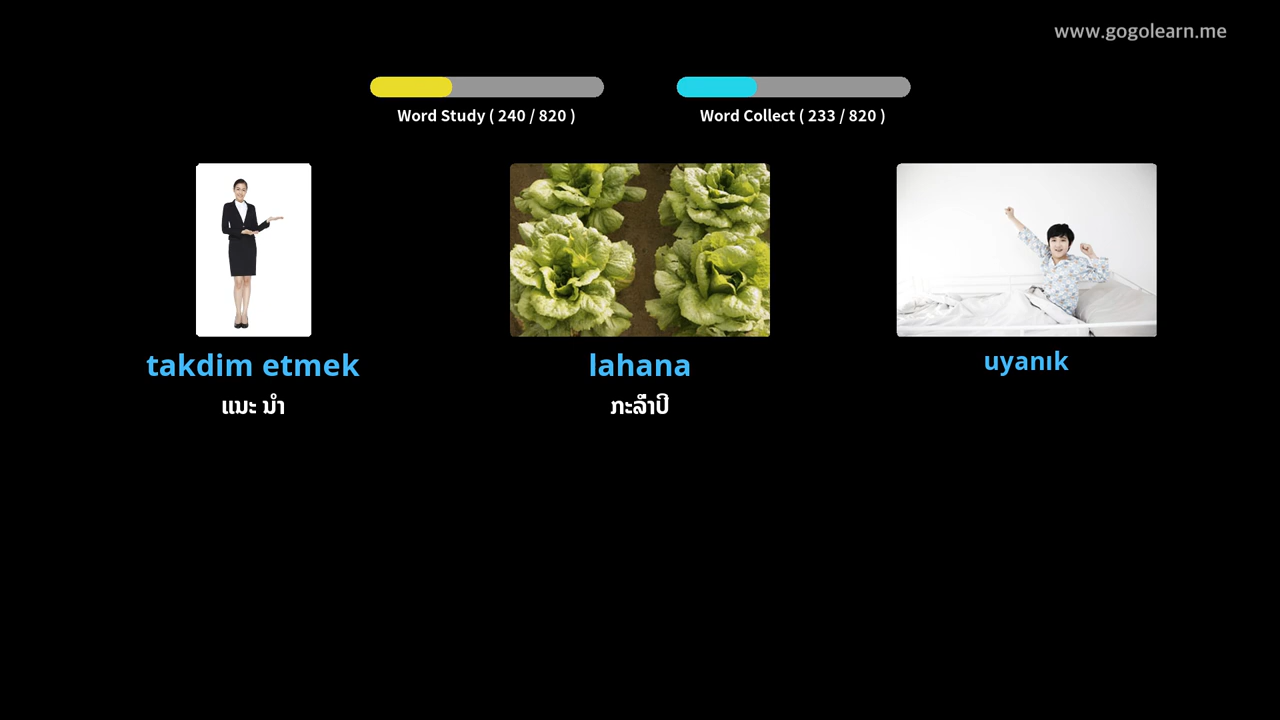 www.gogolearn.me
Word Study ( 240 / 820 )
Word Collect ( 233 / 820 )
takdim etmek
ແນະ ນຳ
lahana
ກະລໍ່າປີ
uyanık